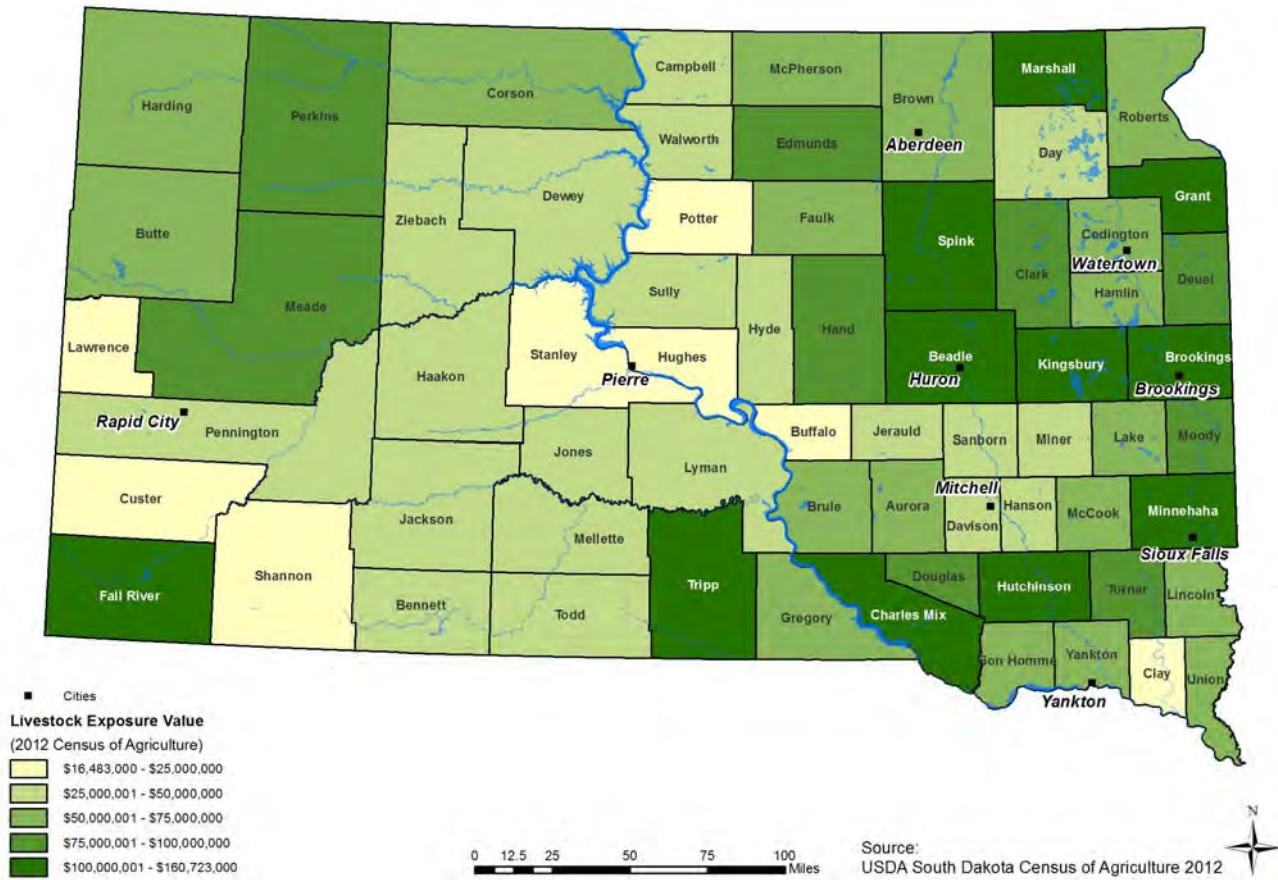 Campbell
McPherson
Marshall
Harding
Corson
Brown
Roberts
Perkins
Walworth
Edmunds
Aberdeen
Day
Dewey
Grant
Ziebach
Potter
Faulk
Butte
Spink
Codington
Watertown
Clark
Deuel
Meade
Sully
Hamlin
Hyde
Hand
Lawrence
Stanley
Hughes
Beadle
Kingsbury
Brookings
Haakon
Pierre
Huron
Brookings
Rapid City
Pennington
Buffalo
Jerauld
Sanborn
Miner
Lake
Moody
Jones
Lyman
Custer
Mitchell
Jackson
Brule
Aurora
Hanson
McCook
Minnehaha
Davison
Mellette
Sioux Falls
Shannon
Tripp
Douglas
Hutchinson
Turner
Lincoln
Fall River
Bennett
Todd
Gregory
Charles Mix
Bon Homme
Yankton
Clay
Union
Yankton
Cities
Livestock Exposure Value
(2012 Census of Agriculture)
$16,483,000 - $25,000,000
$25,000,001 - $50,000,000
$50,000,001 - $75,000,000
$75,000,001 - $100,000,000
$100,000,001 - $160,723,000
0 12.5 25 50 75 100
Miles
Source:
USDA South Dakota Census of Agriculture 2012
N